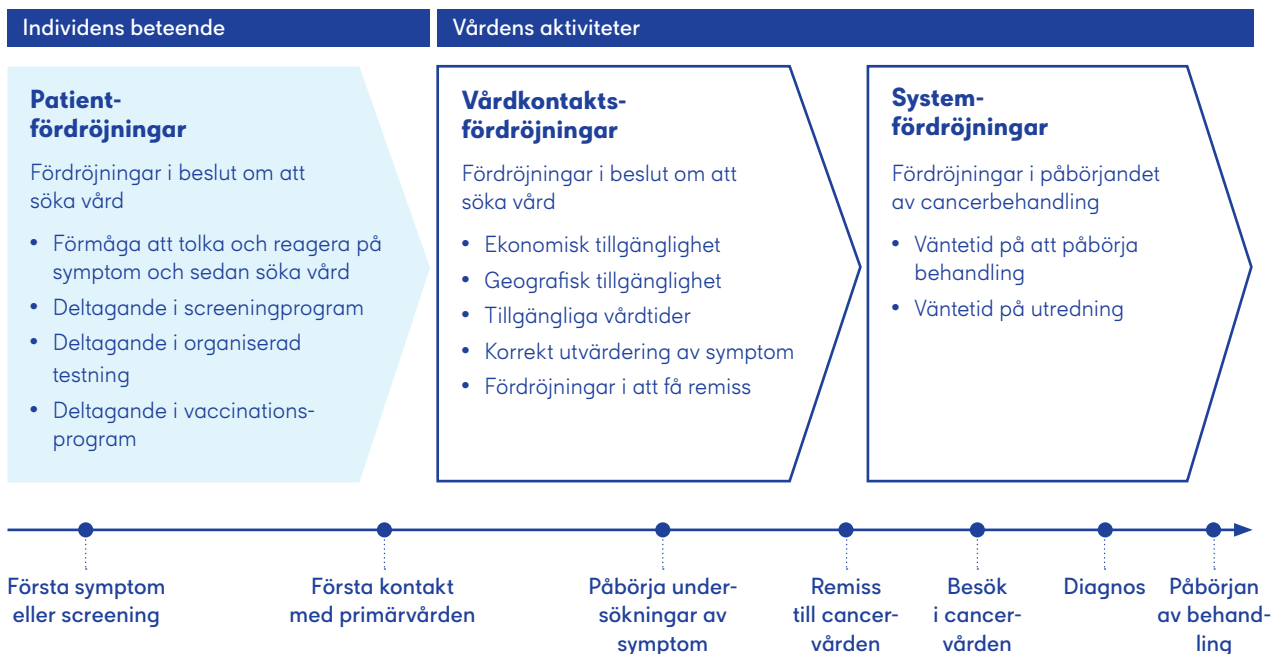 Individens beteende
Vårdens aktiviteter
Patient-
fördröjningar
Fördröjningar i beslut om att
söka vård
• Förmåga att tolka och reagera på
symptom och sedan söka vård
• Deltagande i screeningprogram
• Deltagande i organiserad
testning
• Deltagande i vaccinations-
program
Vårdkontakts-
fördröjningar
Fördröjningar i beslut om att
söka vård
• Ekonomisk tillgänglighet
• Geografisk tillgänglighet
• Tillgängliga vårdtider
• Korrekt utvärdering av symptom
• Fördröjningar i att få remiss
System-
fördröjningar
Fördröjningar i påbörjandet
av cancerbehandling
• Väntetid på att påbörja
behandling
• Väntetid på utredning
Första symptom
eller screening
Första kontakt
med primärvården
Påbörja under-
sökningar av
symptom
Remiss
till cancer-
vården
Besök
i cancer-
vården
Diagnos
Påbörjan
av behand-
ling